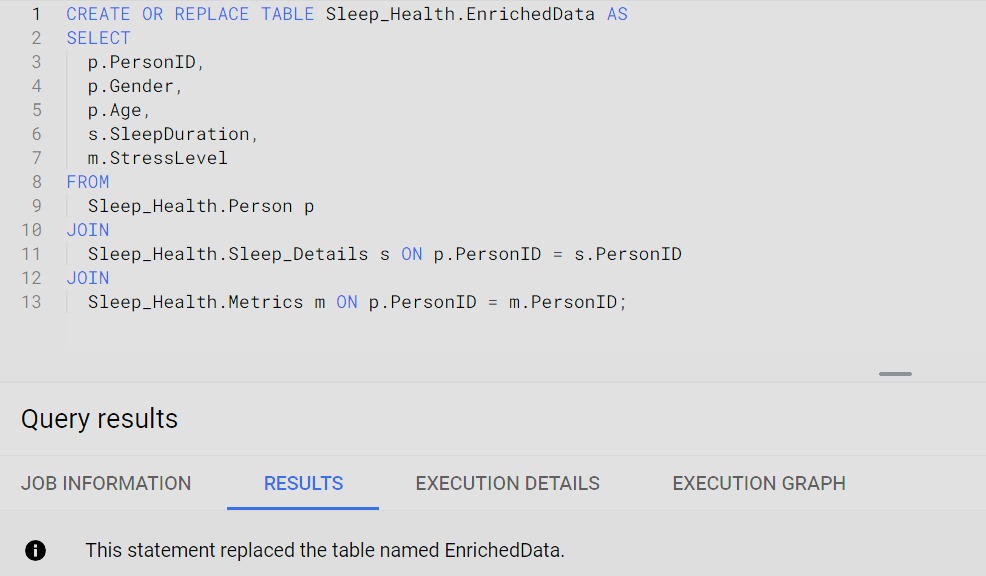 1 CREATE OR REPLACE TABLE Sleep_Health.EnrichedData AS
2 SELECT
3 p.PersonID,
4 p.Gender,
5 p.Age,
6 s.SleepDuration,
7 m.StressLevel
8 FROM
9 Sleep_Health.Person p
10 JOIN
11 Sleep_Health.Sleep_Details s ON p.PersonID = s.PersonID
12 JOIN
13 Sleep_Health.Metrics m ON p.PersonID = m.PersonID;
Query results
JOB INFORMATION RESULTS EXECUTION DETAILS EXECUTION GRAPH
This statement replaced the table named EnrichedData.